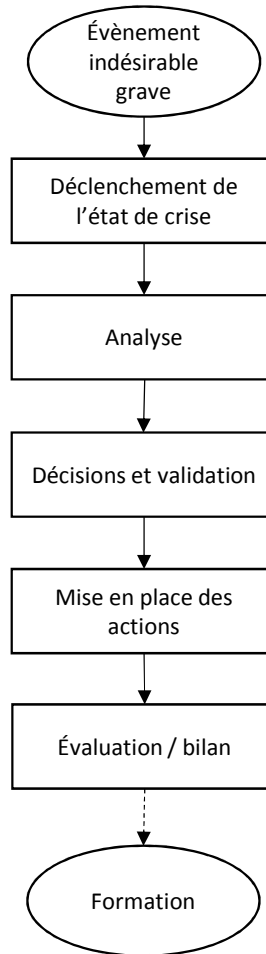 Évènement
indésirable
grave
Déclenchement de
l'état de crise
Analyse
Décisions et validation
Mise en place des
actions
Évaluation / bilan
Formation